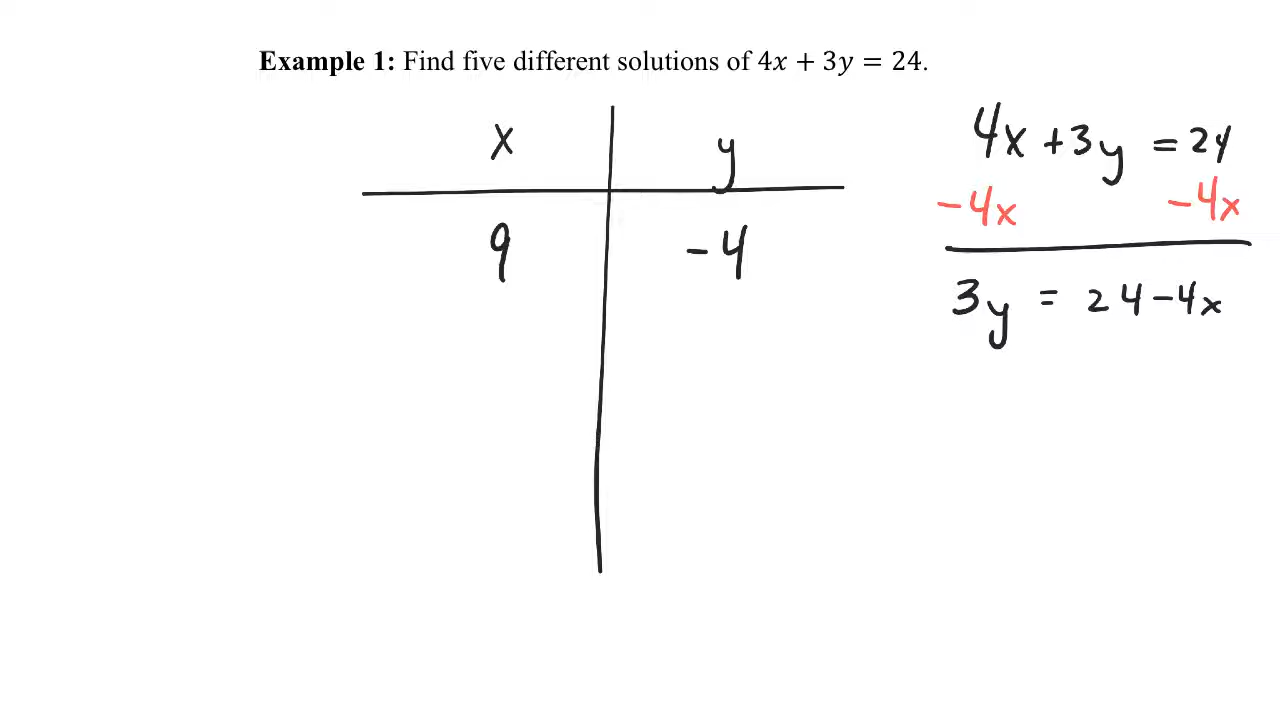 Example 1: Find five different solutions of 4x + 3y = 24.
x y
9 -4
4x + 3y = 24
-4x -4x
3y = 24 - 4x